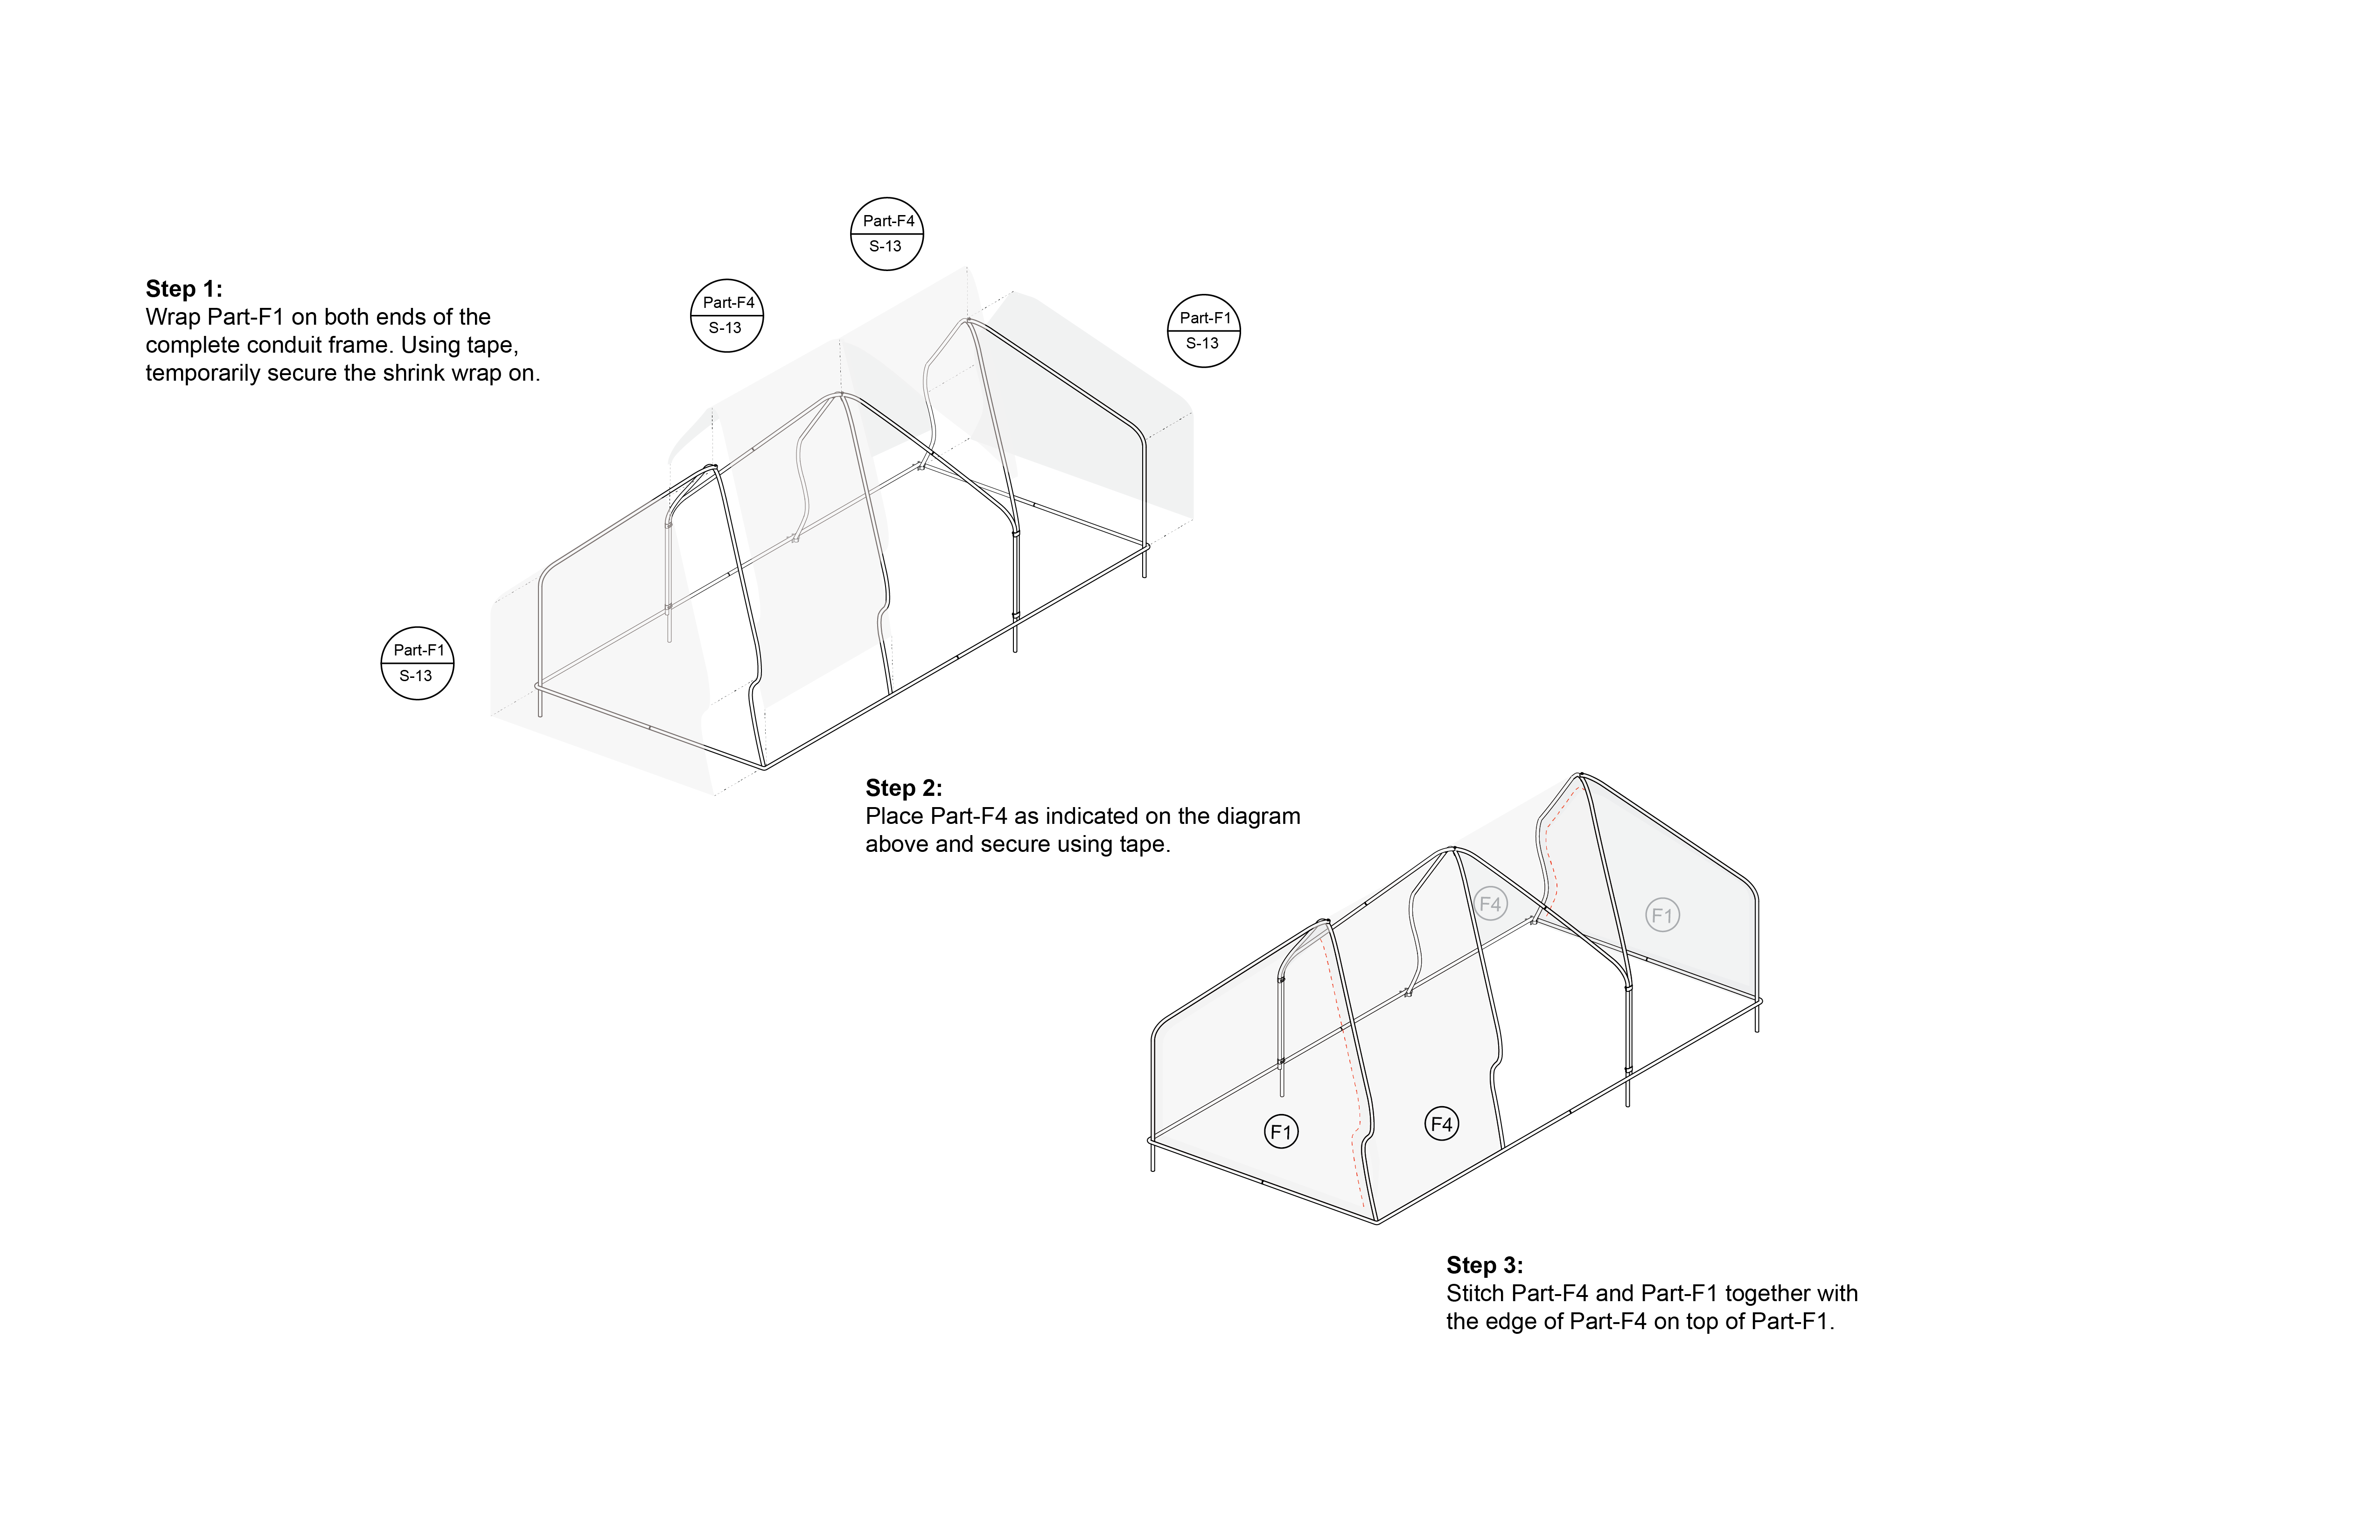 Part-F4
S-13
Part-F4
S-13
Part-F1
S-13
Step 1:
Wrap Part-F1 on both ends of the
complete conduit frame. Using tape,
temporarily secure the shrink wrap on.
Part-F1
S-13
Step 2:
Place Part-F4 as indicated on the diagram
above and secure using tape.
F4
F1
F1
F4
Step 3:
Stitch Part-F4 and Part-F1 together with
the edge of Part-F4 on top of Part-F1.